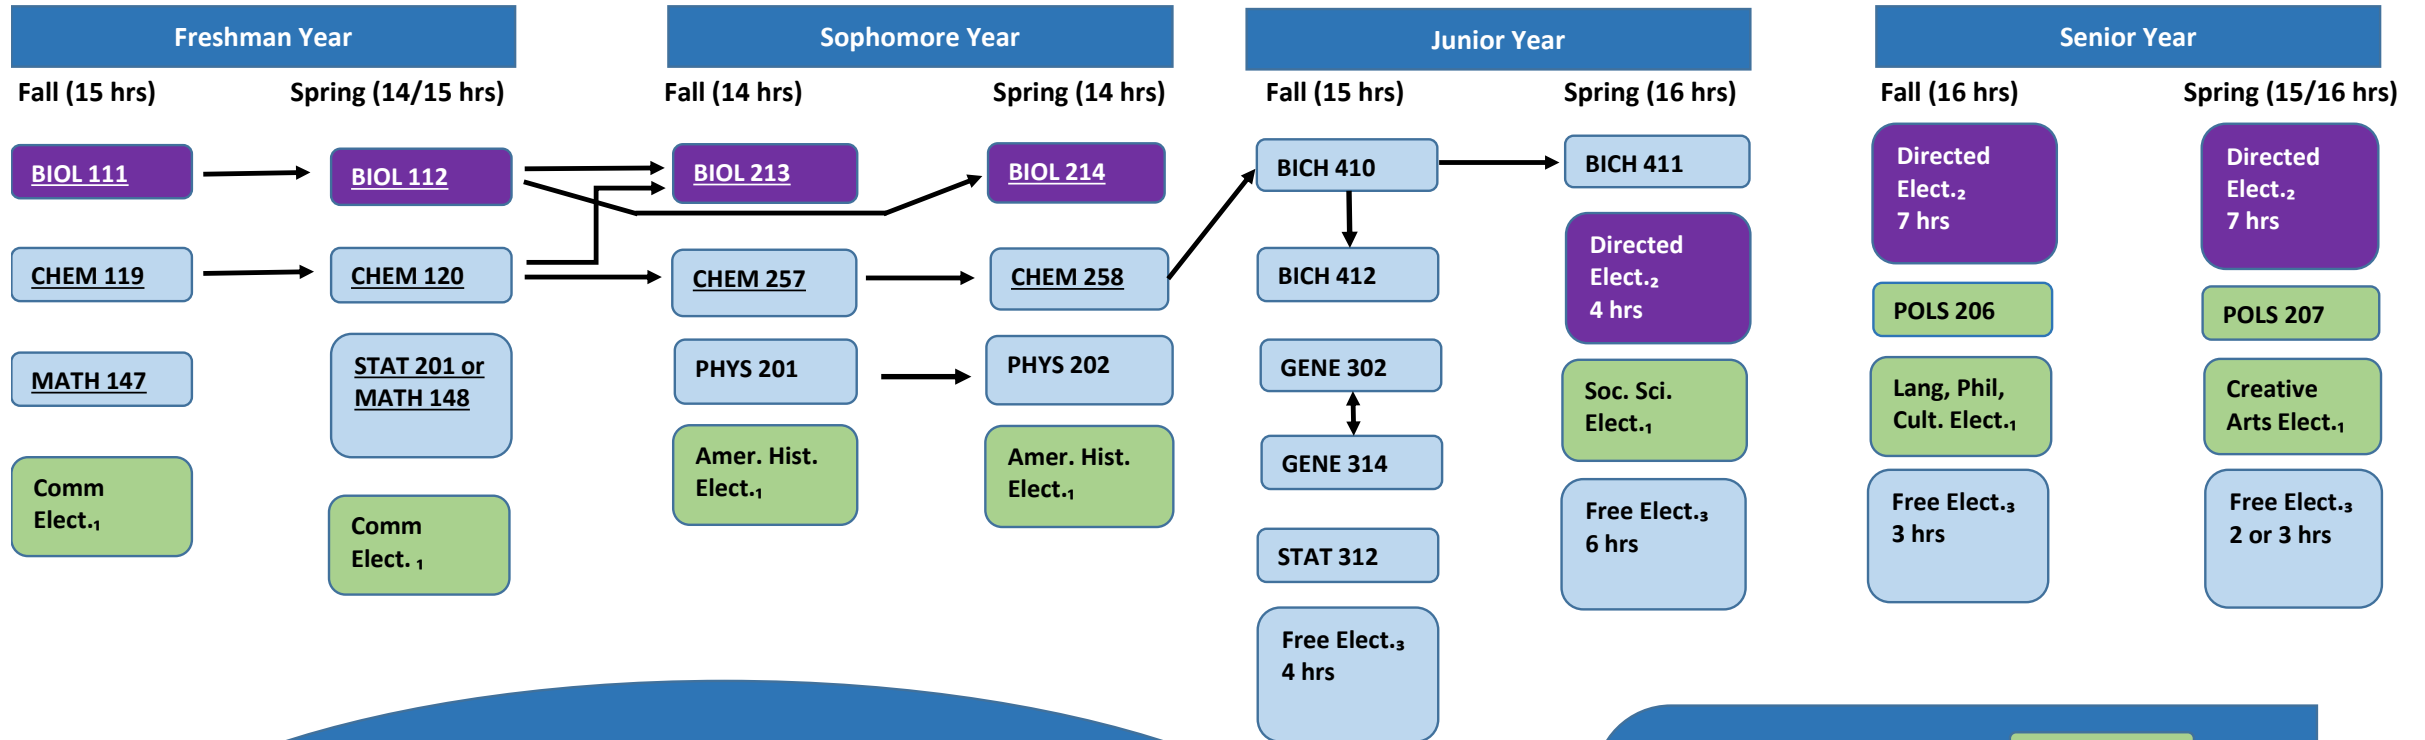 Freshman Year
Sophomore Year
Junior Year
Senior Year
Fall (15 hrs)
Spring (14/15 hrs)
Fall (14 hrs)
Spring (14 hrs)
Fall (15 hrs)
Spring (16 hrs)
Fall (16 hrs)
Spring (15/16 hrs)
BIOL 111
CHEM 119
MATH 147
Comm
Elect.₁
BIOL 112
CHEM 120
STAT 201 or
MATH 148
Comm
Elect. ₁
BIOL 213
CHEM 257
PHYS 201
Amer. Hist.
Elect.₁
BIOL 214
CHEM 258
PHYS 202
Amer. Hist.
Elect.₁
BICH 410
BICH 412
GENE 302
GENE 314
STAT 312
Free Elect.₃
4 hrs
BICH 411
Directed
Elect.₂
4 hrs
Soc. Sci.
Elect.₁
Free Elect.₃
6 hrs
Directed
Elect.₂
7 hrs
POLS 206
Lang, Phil,
Cult. Elect.₁
Free Elect.₃
3 hrs
Directed
Elect.₂
7 hrs
POLS 207
Creative
Arts Elect.₁
Free Elect.₃
2 or 3 hrs